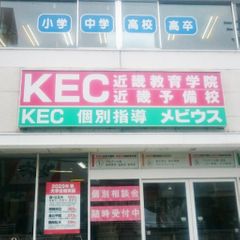 小学 中学 高校 高卒
KEC 近畿教育学院
近畿予備校
KEC 個別指導 メビウス
個別相談会
随時受付中